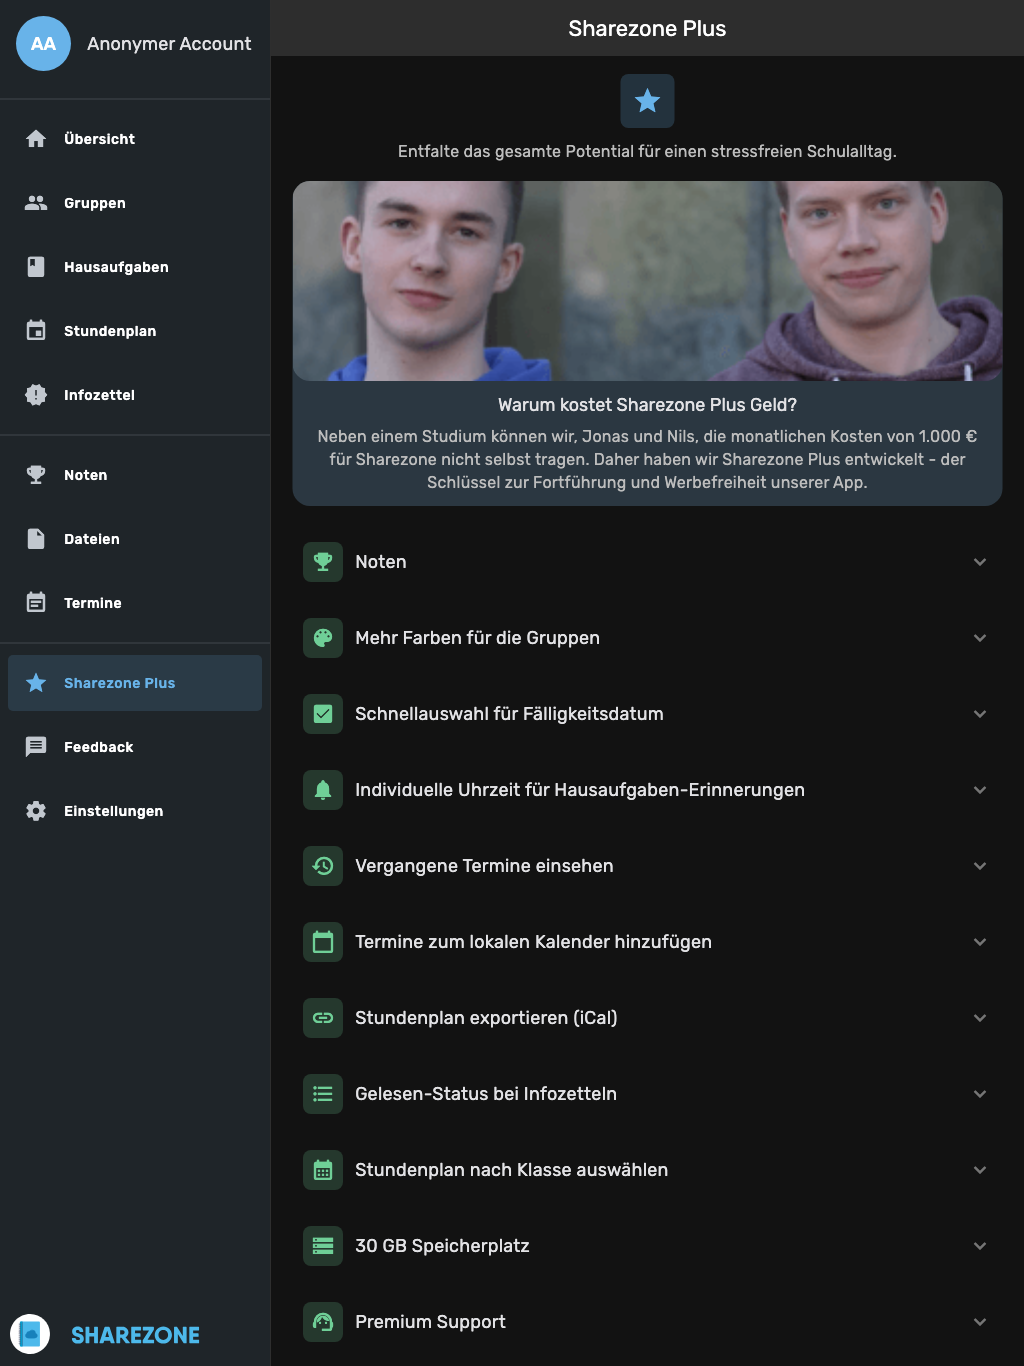 AA
Anonymer Account
Übersicht
Gruppen
Hausaufgaben
Stundenplan
Infozettel
Noten
Dateien
Termine
Sharezone Plus
Feedback
Einstellungen
SHAREZONE
Sharezone Plus
Entfalte das gesamte Potential für einen stressfreien Schulalltag.
Warum kostet Sharezone Plus Geld?
Neben einem Studium können wir, Jonas und Nils, die monatlichen Kosten von 1.000 €
für Sharezone nicht selbst tragen. Daher haben wir Sharezone Plus entwickelt - der
Schlüssel zur Fortführung und Werbefreiheit unserer App.
Noten
Mehr Farben für die Gruppen
Schnellauswahl für Fälligkeitsdatum
Individuelle Uhrzeit für Hausaufgaben-Erinnerungen
Vergangene Termine einsehen
Termine zum lokalen Kalender hinzufügen
Stundenplan exportieren (iCal)
Gelesen-Status bei Infozetteln
Stundenplan nach Klasse auswählen
30 GB Speicherplatz
Premium Support